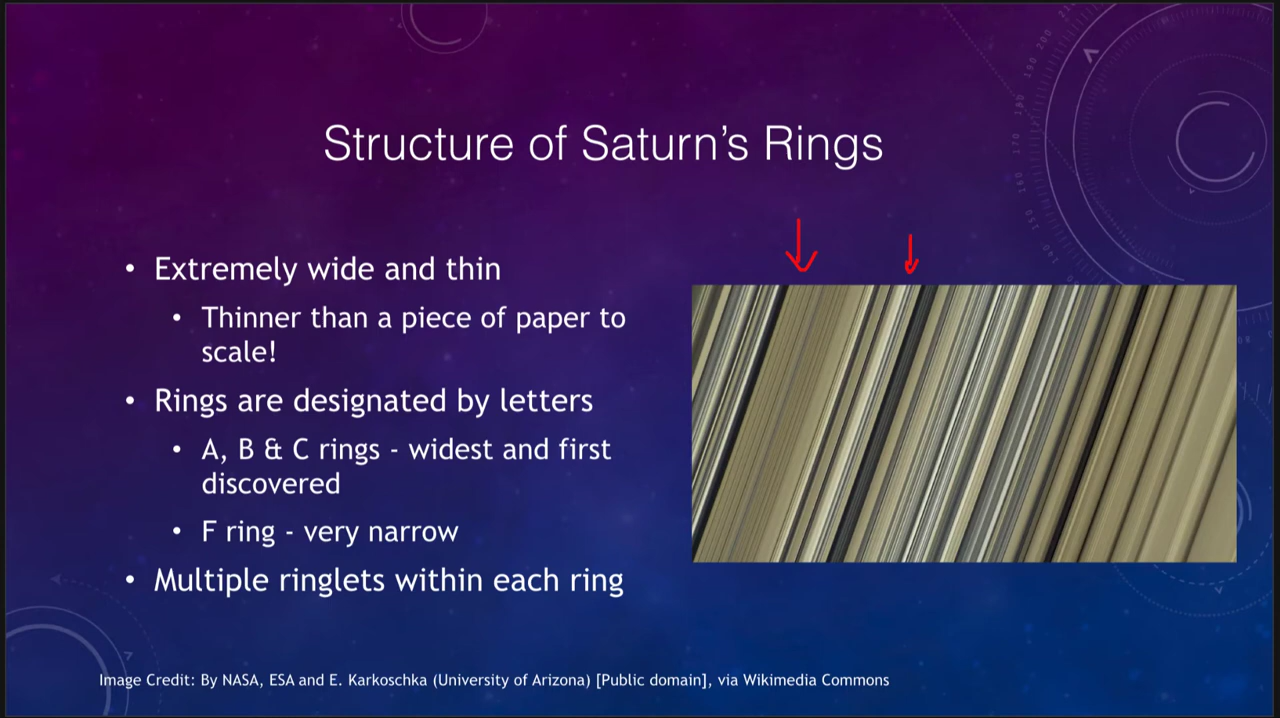 Structure of Saturn's Rings
• Extremely wide and thin
• Thinner than a piece of paper to
scale!
• Rings are designated by letters
• A, B & C rings - widest and first
discovered
• F ring - very narrow
• Multiple ringlets within each ring
Image Credit: By NASA, ESA and E. Karkoschka (University of Arizona) [Public domain], via Wikimedia Commons